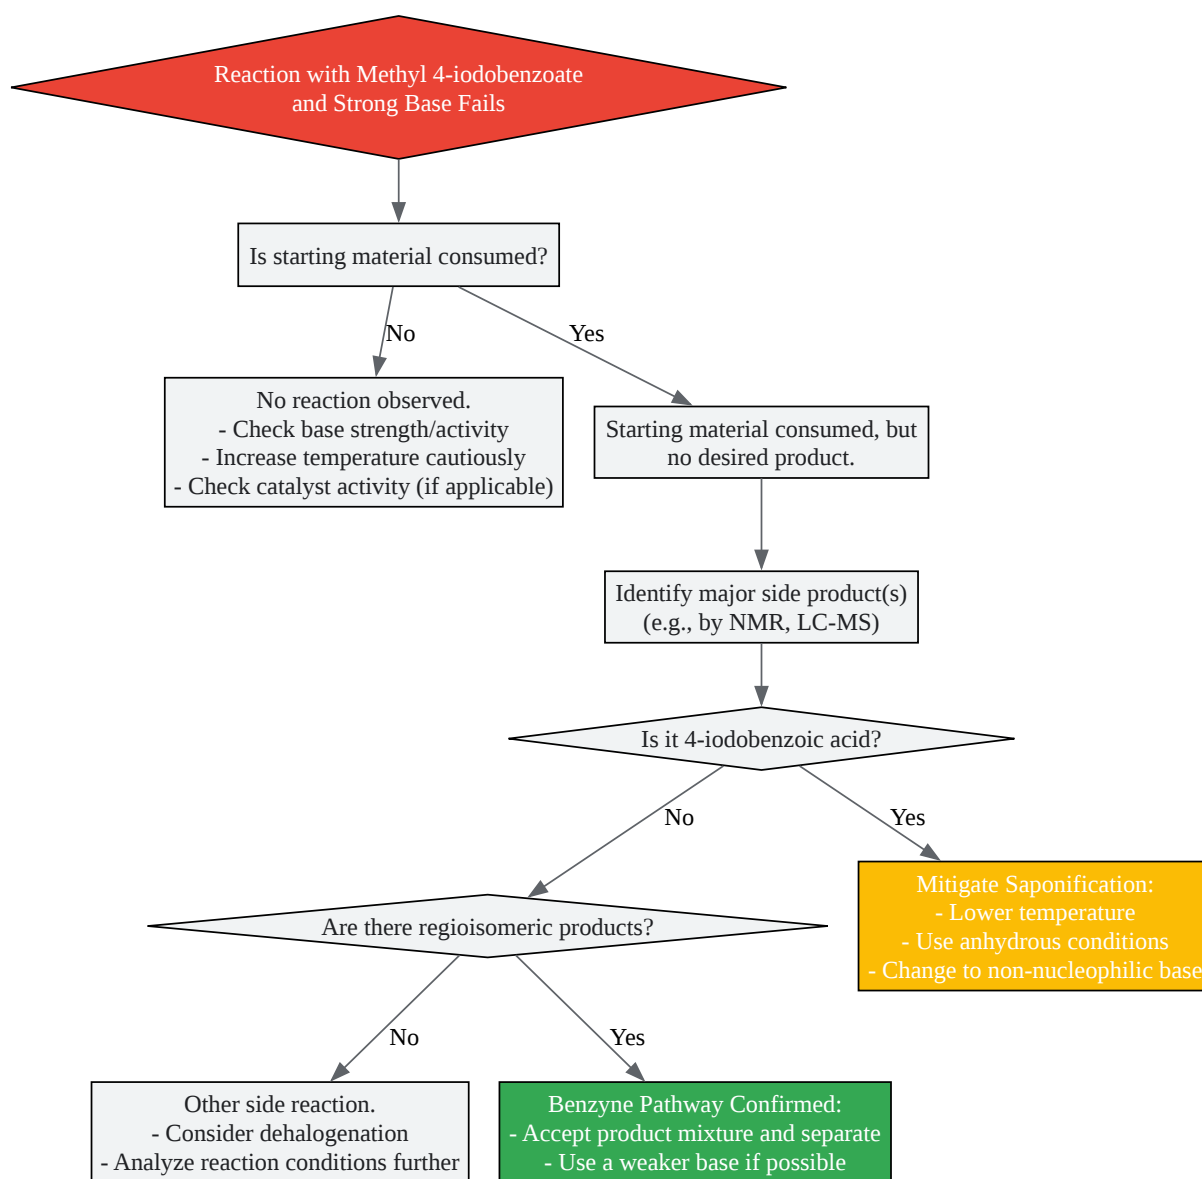 Reaction with Methyl 4-iodobenzoate
and Strong Base Fails
Is starting material consumed?
No
Yes
No reaction observed.
- Check base strength/activity
- Increase temperature cautiously
- Check catalyst activity (if applicable)
Starting material consumed, but
no desired product.
Identify major side product(s)
(e.g., by NMR, LC-MS)
Is it 4-iodobenzoic acid?
No
Yes
Mitigate Saponification:
- Lower temperature
- Use anhydrous conditions
- Change to non-nucleophilic base
Are there regioisomeric products?
No
Yes
Other side reaction.
- Consider dehalogenation
- Analyze reaction conditions further
Benzyne Pathway Confirmed:
- Accept product mixture and separate
- Use a weaker base if possible